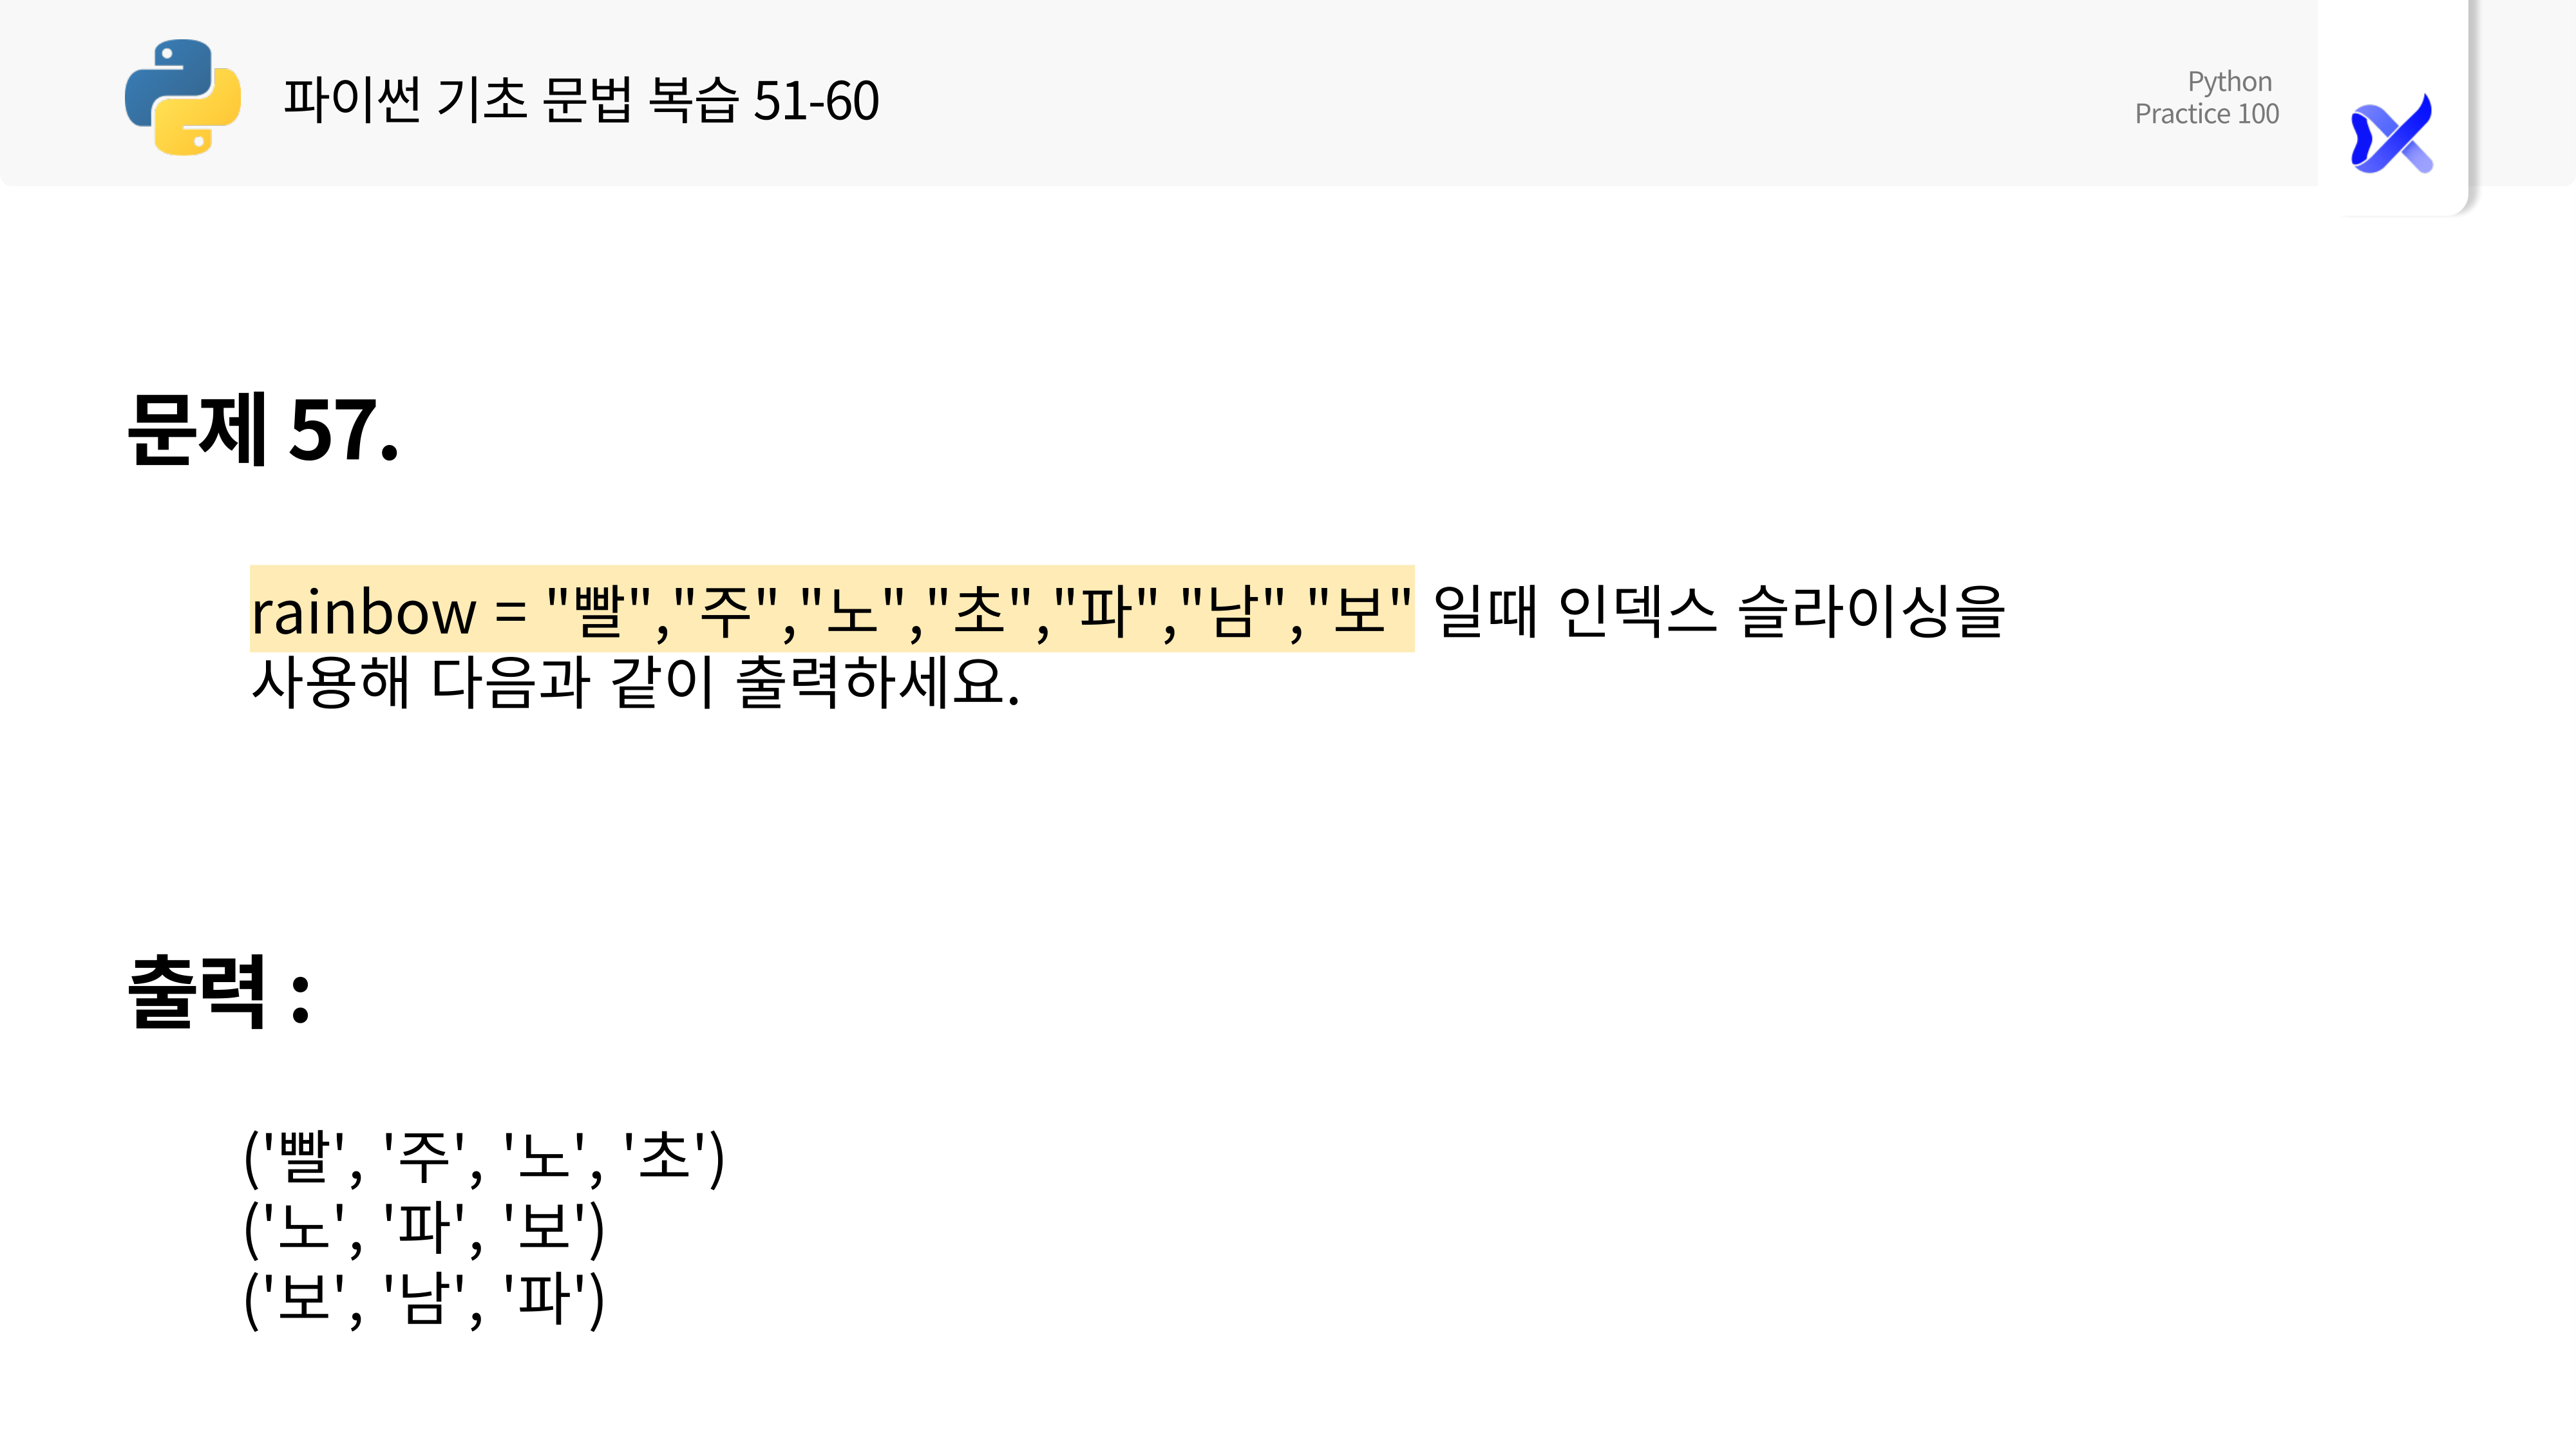 파이썬 기초 문법 복습 51-60
Python
Practice 100
문제 57.
rainbow = "빨","주","노","초","파","남","보" 일때 인덱스 슬라이싱을
사용해 다음과 같이 출력하세요.
출력 :
('빨', '주', '노', '초')
('노', '파', '보')
('보', '남', '파')